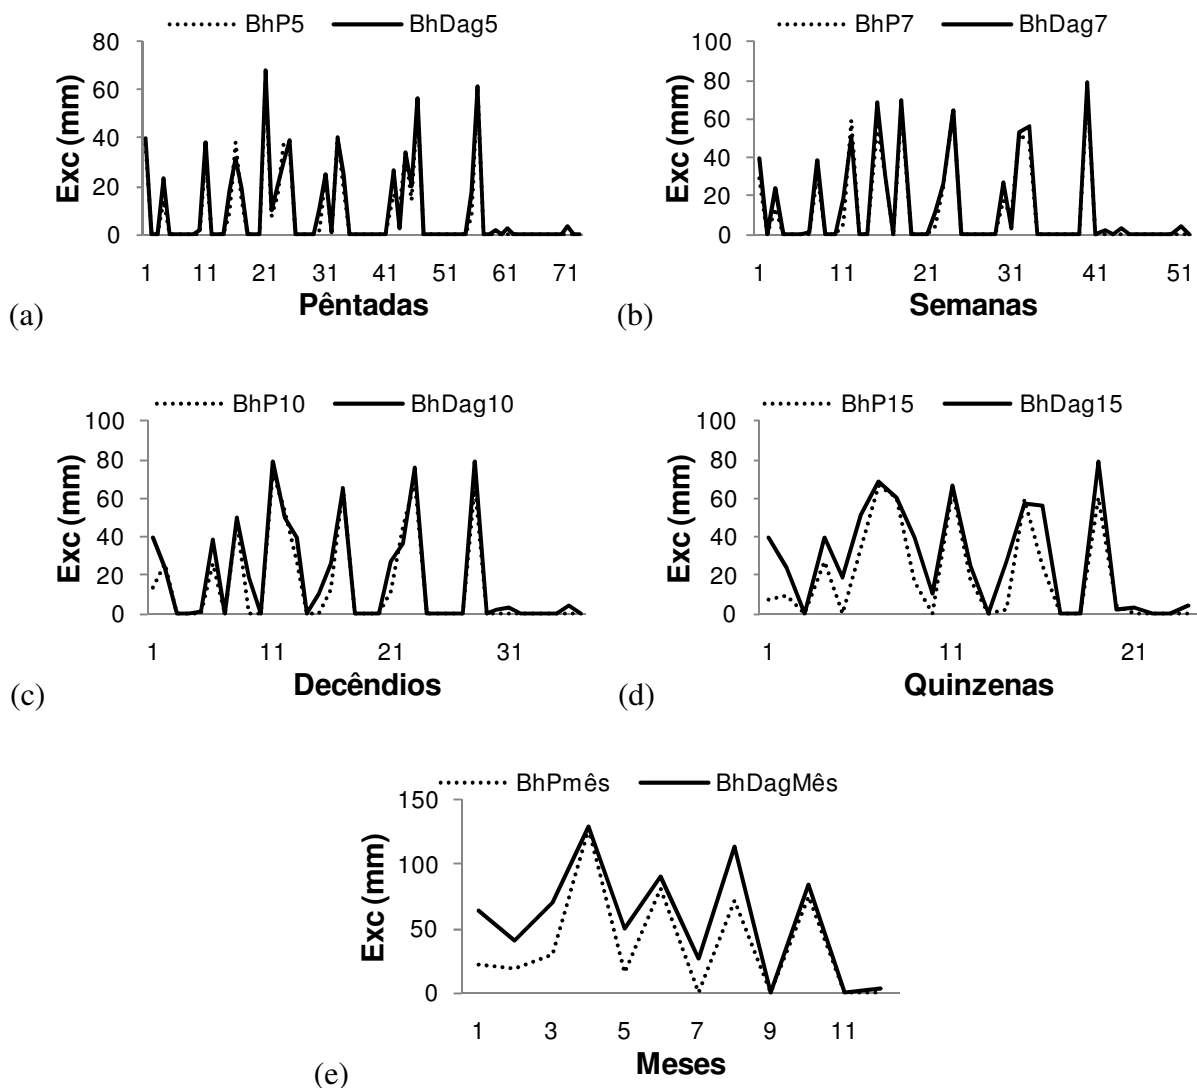 BhP5 BhDag5
80
60
40
20
0
Exc (mm)
1 11 21 31 41 51 61 71
Pêntadas
(a)
BhP7 BhDag7
100
80
60
40
20
0
Exc (mm)
1 11 21 31 41 51
Semanas
(b)
BhP10 BhDag10
100
80
60
40
20
0
Exc (mm)
1 11 21 31
Decêndios
(c)
BhP15 BhDag15
100
80
60
40
20
0
Exc (mm)
1 11 21
Quinzenas
(d)
BhPmês BhDagMês
150
100
50
0
Exc (mm)
1 3 5 7 9 11
Meses
(e)